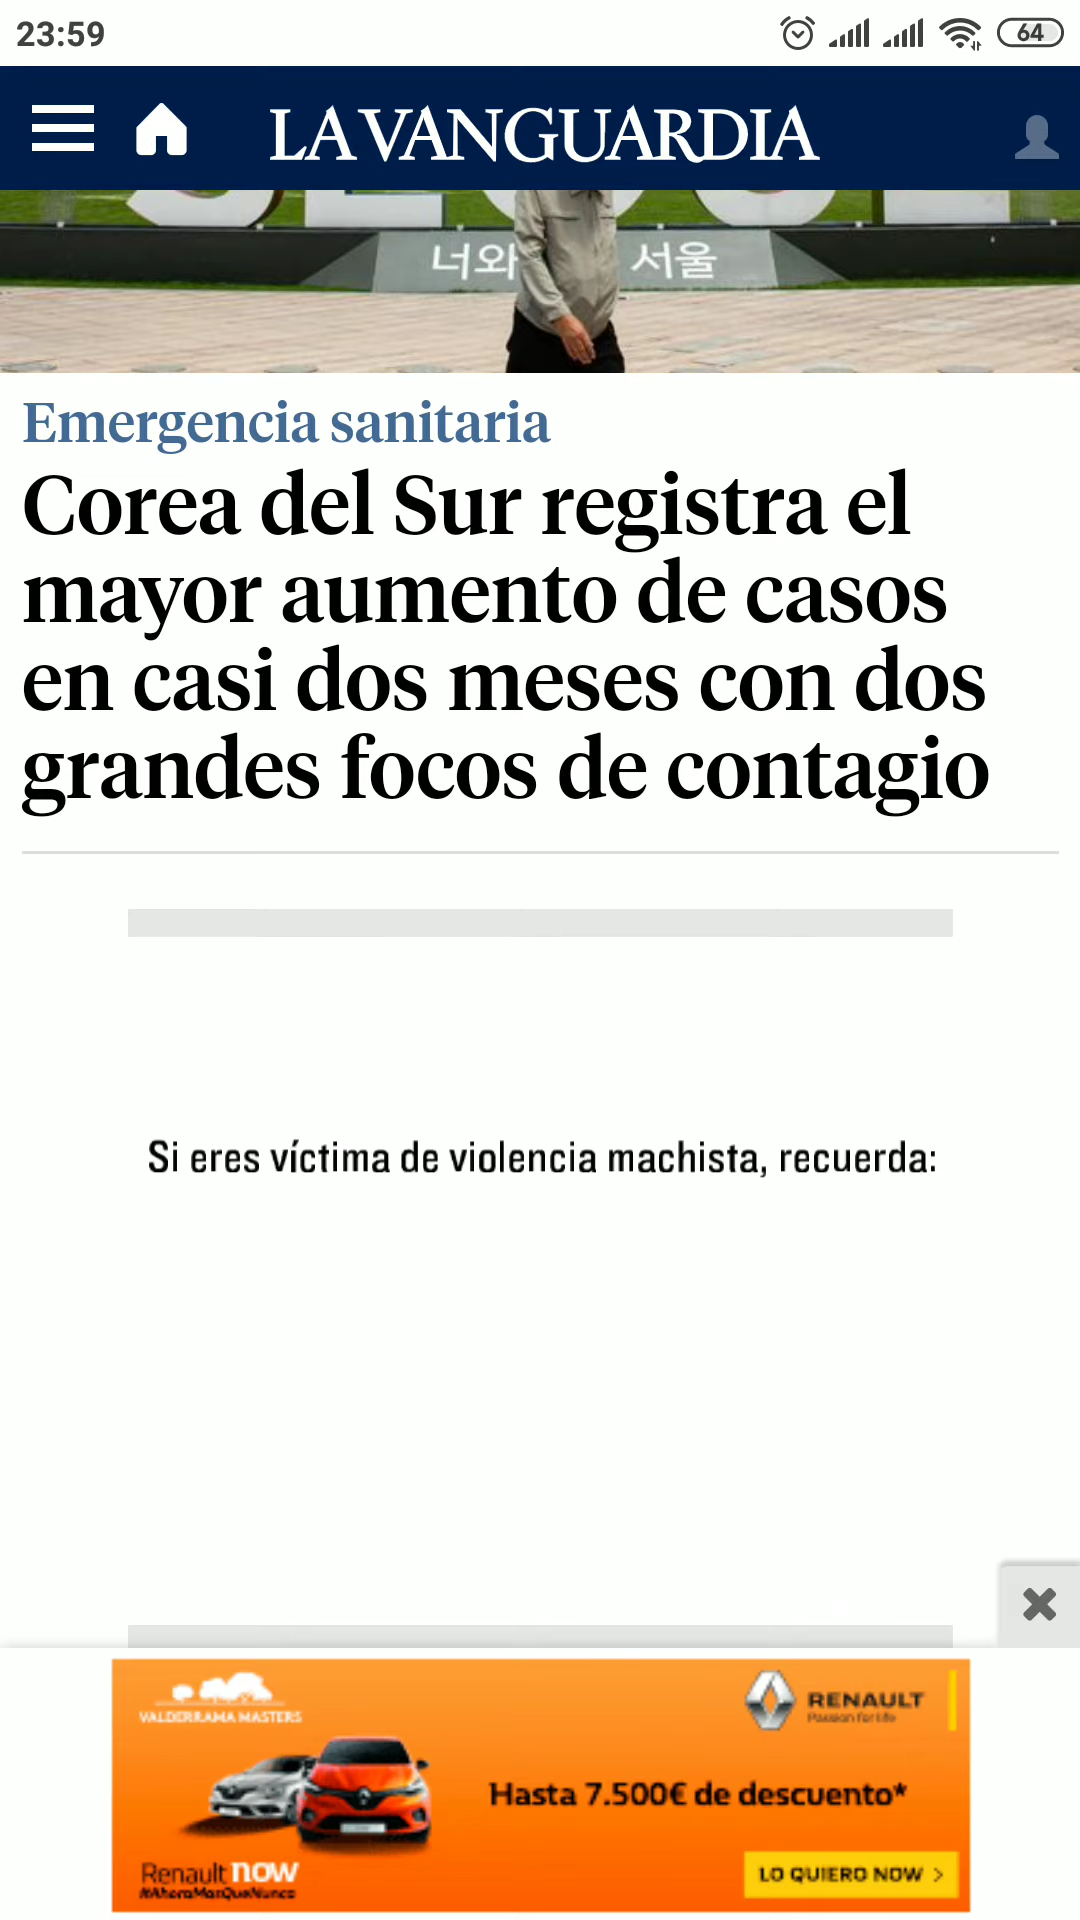 23:59
64
LA VANGUARDIA
너와 서울
Emergencia sanitaria
Corea del Sur registra el
mayor aumento de casos
en casi dos meses con dos
grandes focos de contagio
Si eres víctima de violencia machista, recuerda:
VALDERRAMA MASTERS
RENAULT
Passion for life
Hasta 7.500€ de descuento*
Renault now
#AhoraMasQueNunca
LO QUIERO NOW >